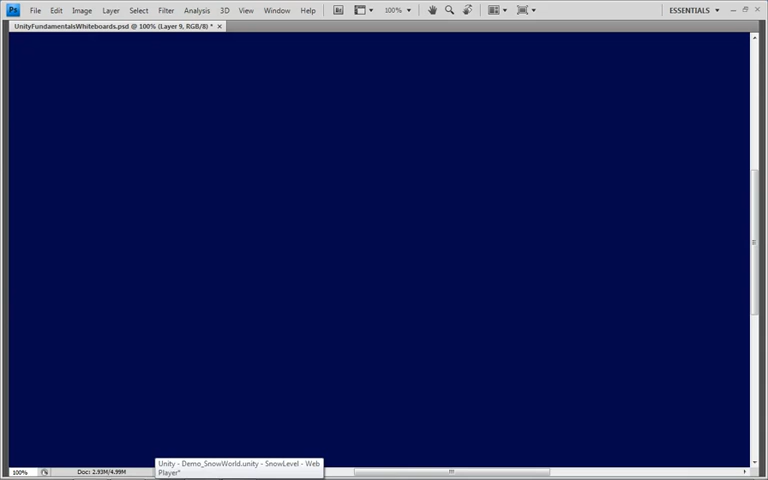 Ps File Edit Image Layer Select Filter Analysis 3D View Window Help 100% ESSENTIALS
UnityFundamentalsWhiteboards.psd @ 100% (Layer 9, RGB/8) * ×
100% Doc: 2.93M/4.99M
Unity - Demo_SnowWorld.unity - SnowLevel - Web
Player*